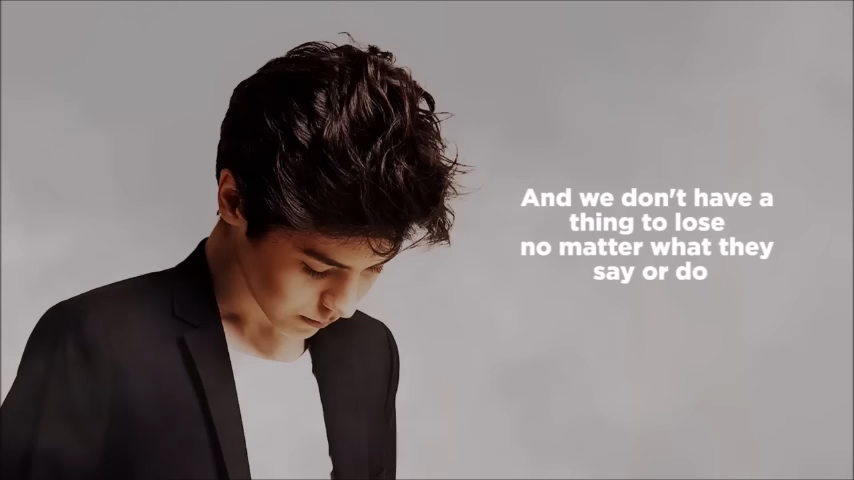 And we don't have a
thing to lose
no matter what they
say or do